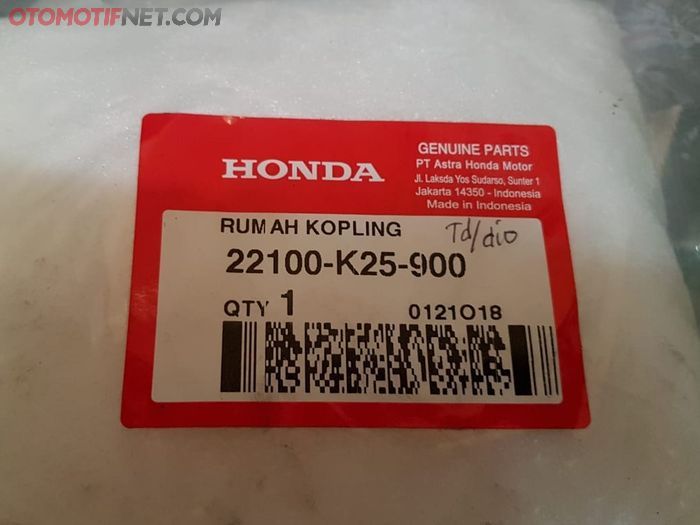 OTOMOTIFNET.COM
HONDA
GENUINE PARTS
PT Astra Honda Motor
Jl. Laksda Yos Sudarso, Sunter 1
Jakarta 14350 - Indonesia
Made in Indonesia
RUMAH KOPLING
Td/dio
22100-K25-900
QTY 1
0121O18